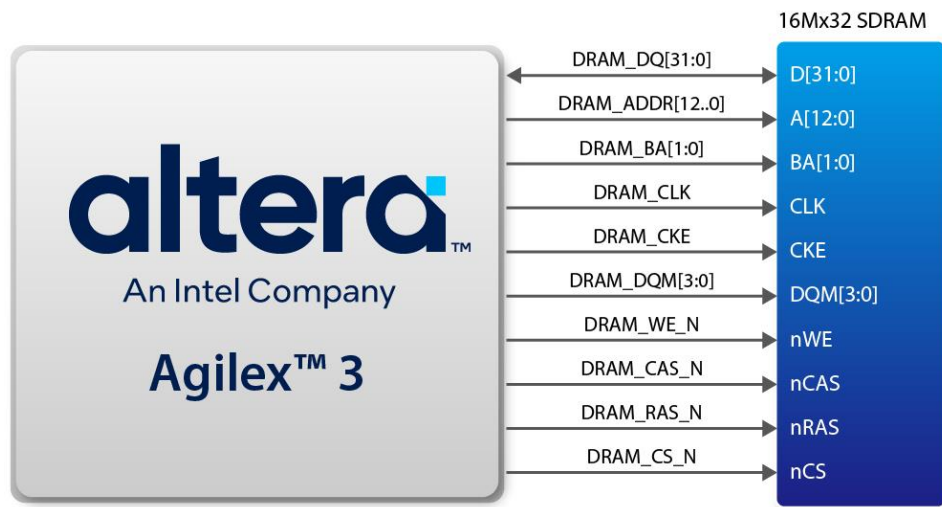 16Mx32 SDRAM
DRAM_DQ[31:0]
D[31:0]
DRAM_ADDR[12..0]
A[12:0]
DRAM_BA[1:0]
BA[1:0]
DRAM_CLK
CLK
DRAM_CKE
CKE
DRAM_DQM[3:0]
DQM[3:0]
DRAM_WE_N
nWE
DRAM_CAS_N
nCAS
DRAM_RAS_N
nRAS
DRAM_CS_N
nCS
altera™
An Intel Company
Agilex™ 3